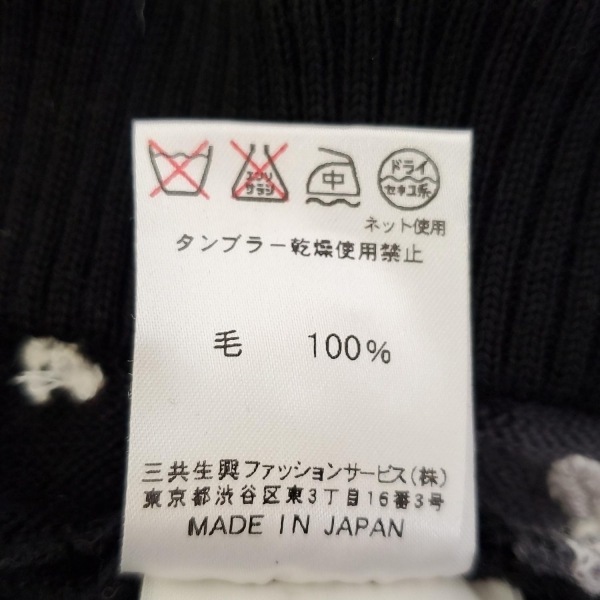 エンソ サラシ 中 ドライ セキユ系
ネット使用
タンブラー乾燥使用禁止
毛 100%
三共生興ファッションサービス(株)
東京都渋谷区東3丁目16番3号
MADE IN JAPAN